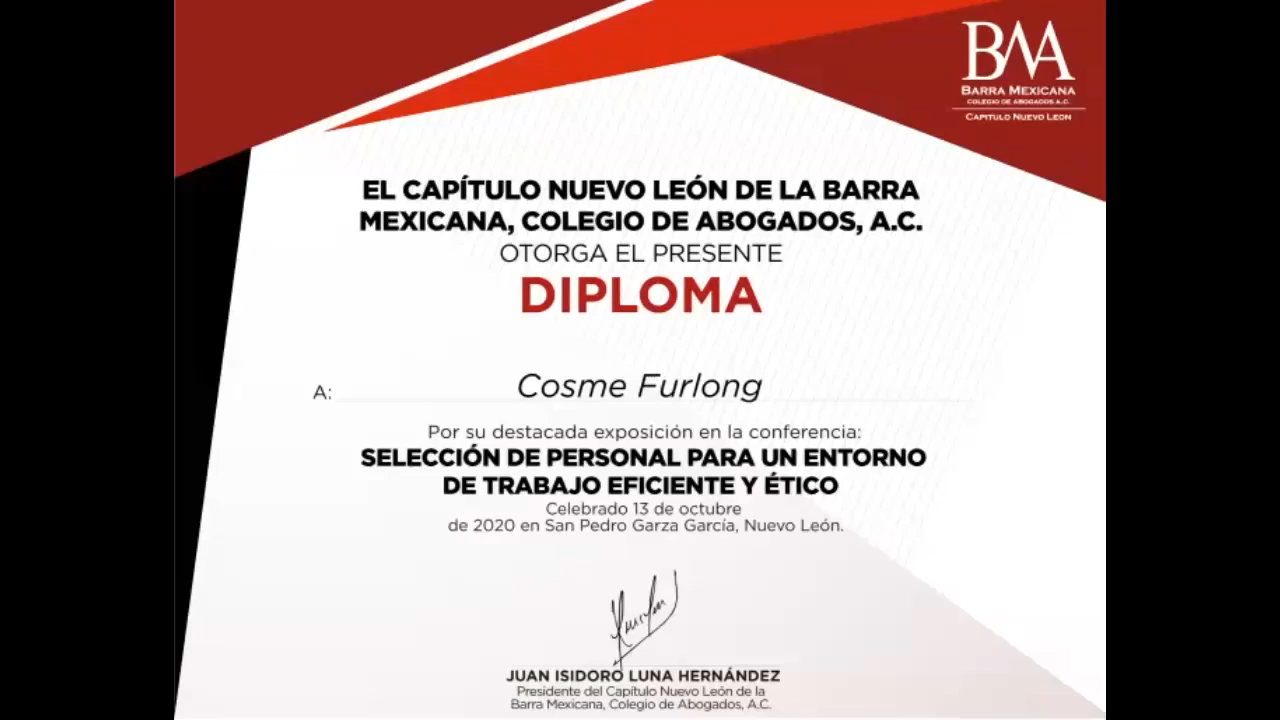 BMA
BARRA MEXICANA
COLEGIO DE ABOGADOS A.C.
CAPITULO NUEVO LEON
EL CAPÍTULO NUEVO LEÓN DE LA BARRA
MEXICANA, COLEGIO DE ABOGADOS, A.C.
OTORGA EL PRESENTE
DIPLOMA
A: Cosme Furlong
Por su destacada exposición en la conferencia:
SELECCIÓN DE PERSONAL PARA UN ENTORNO
DE TRABAJO EFICIENTE Y ÉTICO
Celebrado 13 de octubre
de 2020 en San Pedro Garza García, Nuevo León.
JUAN ISIDORO LUNA HERNÁNDEZ
Presidente del Capítulo Nuevo León de la
Barra Mexicana, Colegio de Abogados, A.C.